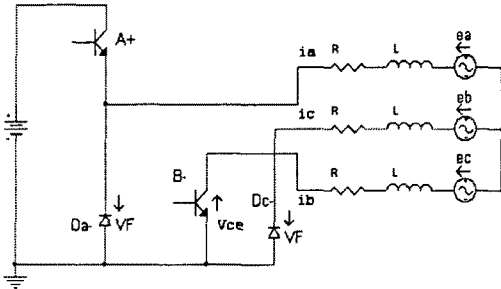 A+
ea
ia R L
eb
ic R L
ec
B- R L
Dc- ib
Vce
Da- VF VF